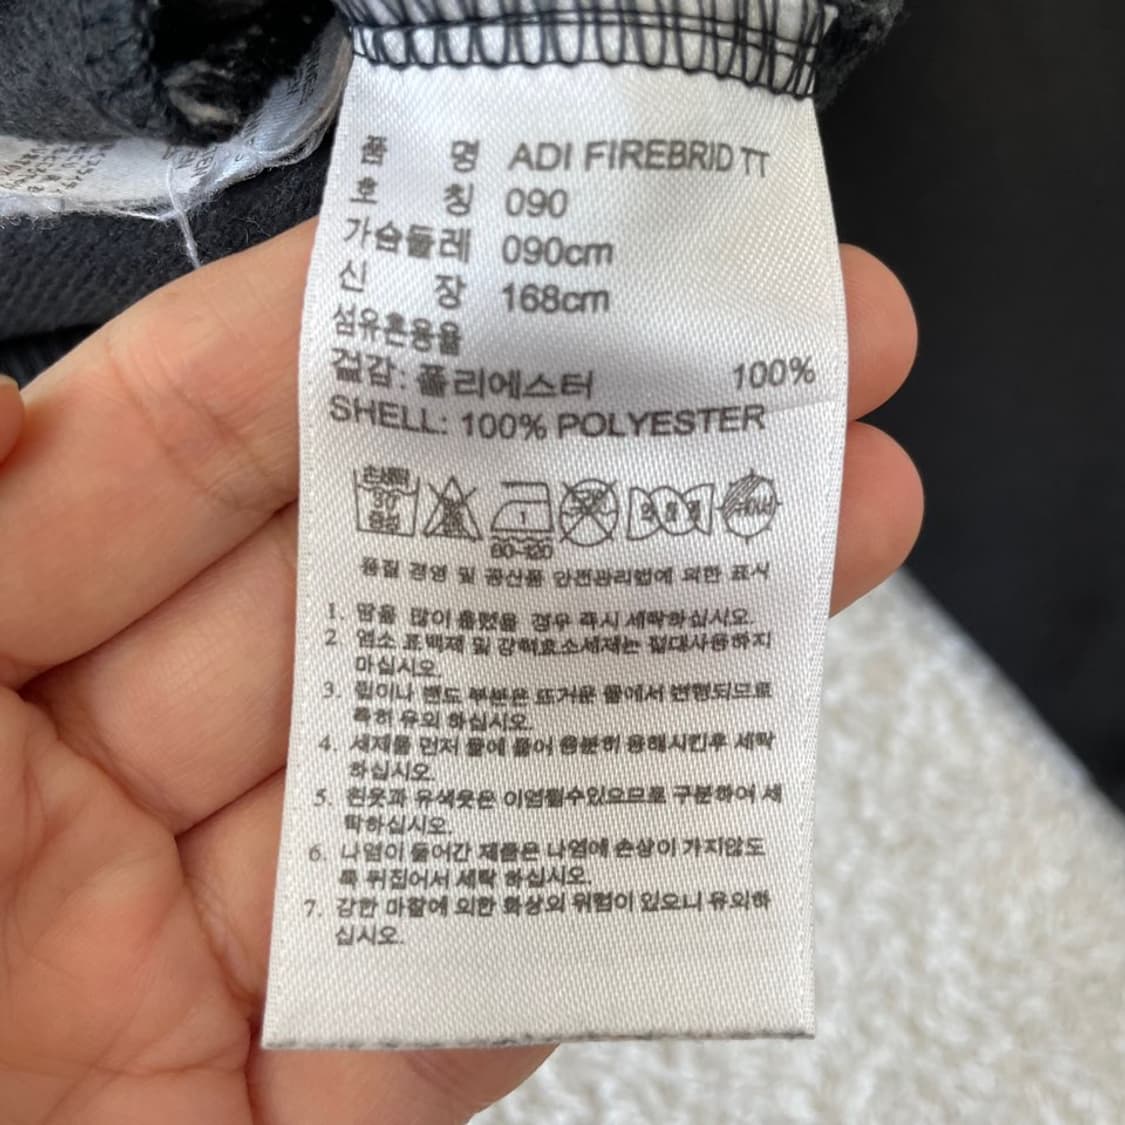 품 명 ADI FIREBRID TT
호 칭 090
가슴둘레 090cm
신 장 168cm
섬유혼용율
겉감: 폴리에스터 100%
SHELL: 100% POLYESTER
손세탁
30°
중성
80~120
품질 경영 및 공산품 안전관리법에 의한 표시
1. 땀을 많이 흘렸을 경우 즉시 세탁하십시오.
2. 염소 표백제 및 강력효소세제는 절대사용하지
마십시오.
3. 립이나 밴드 부분은 뜨거운 물에서 변형되므로
특히 유의 하십시오.
4. 세제를 먼저 물에 풀어 충분히 용해시킨후 세탁
하십시오.
5. 흰옷과 유색옷은 이염될수있으므로 구분하여 세
탁하십시오.
6. 나염이 들어간 제품은 나염에 손상이 가지않도
록 뒤집어서 세탁 하십시오.
7. 강한 마찰에 의한 화상의 위험이 있으니 유의하
십시오.